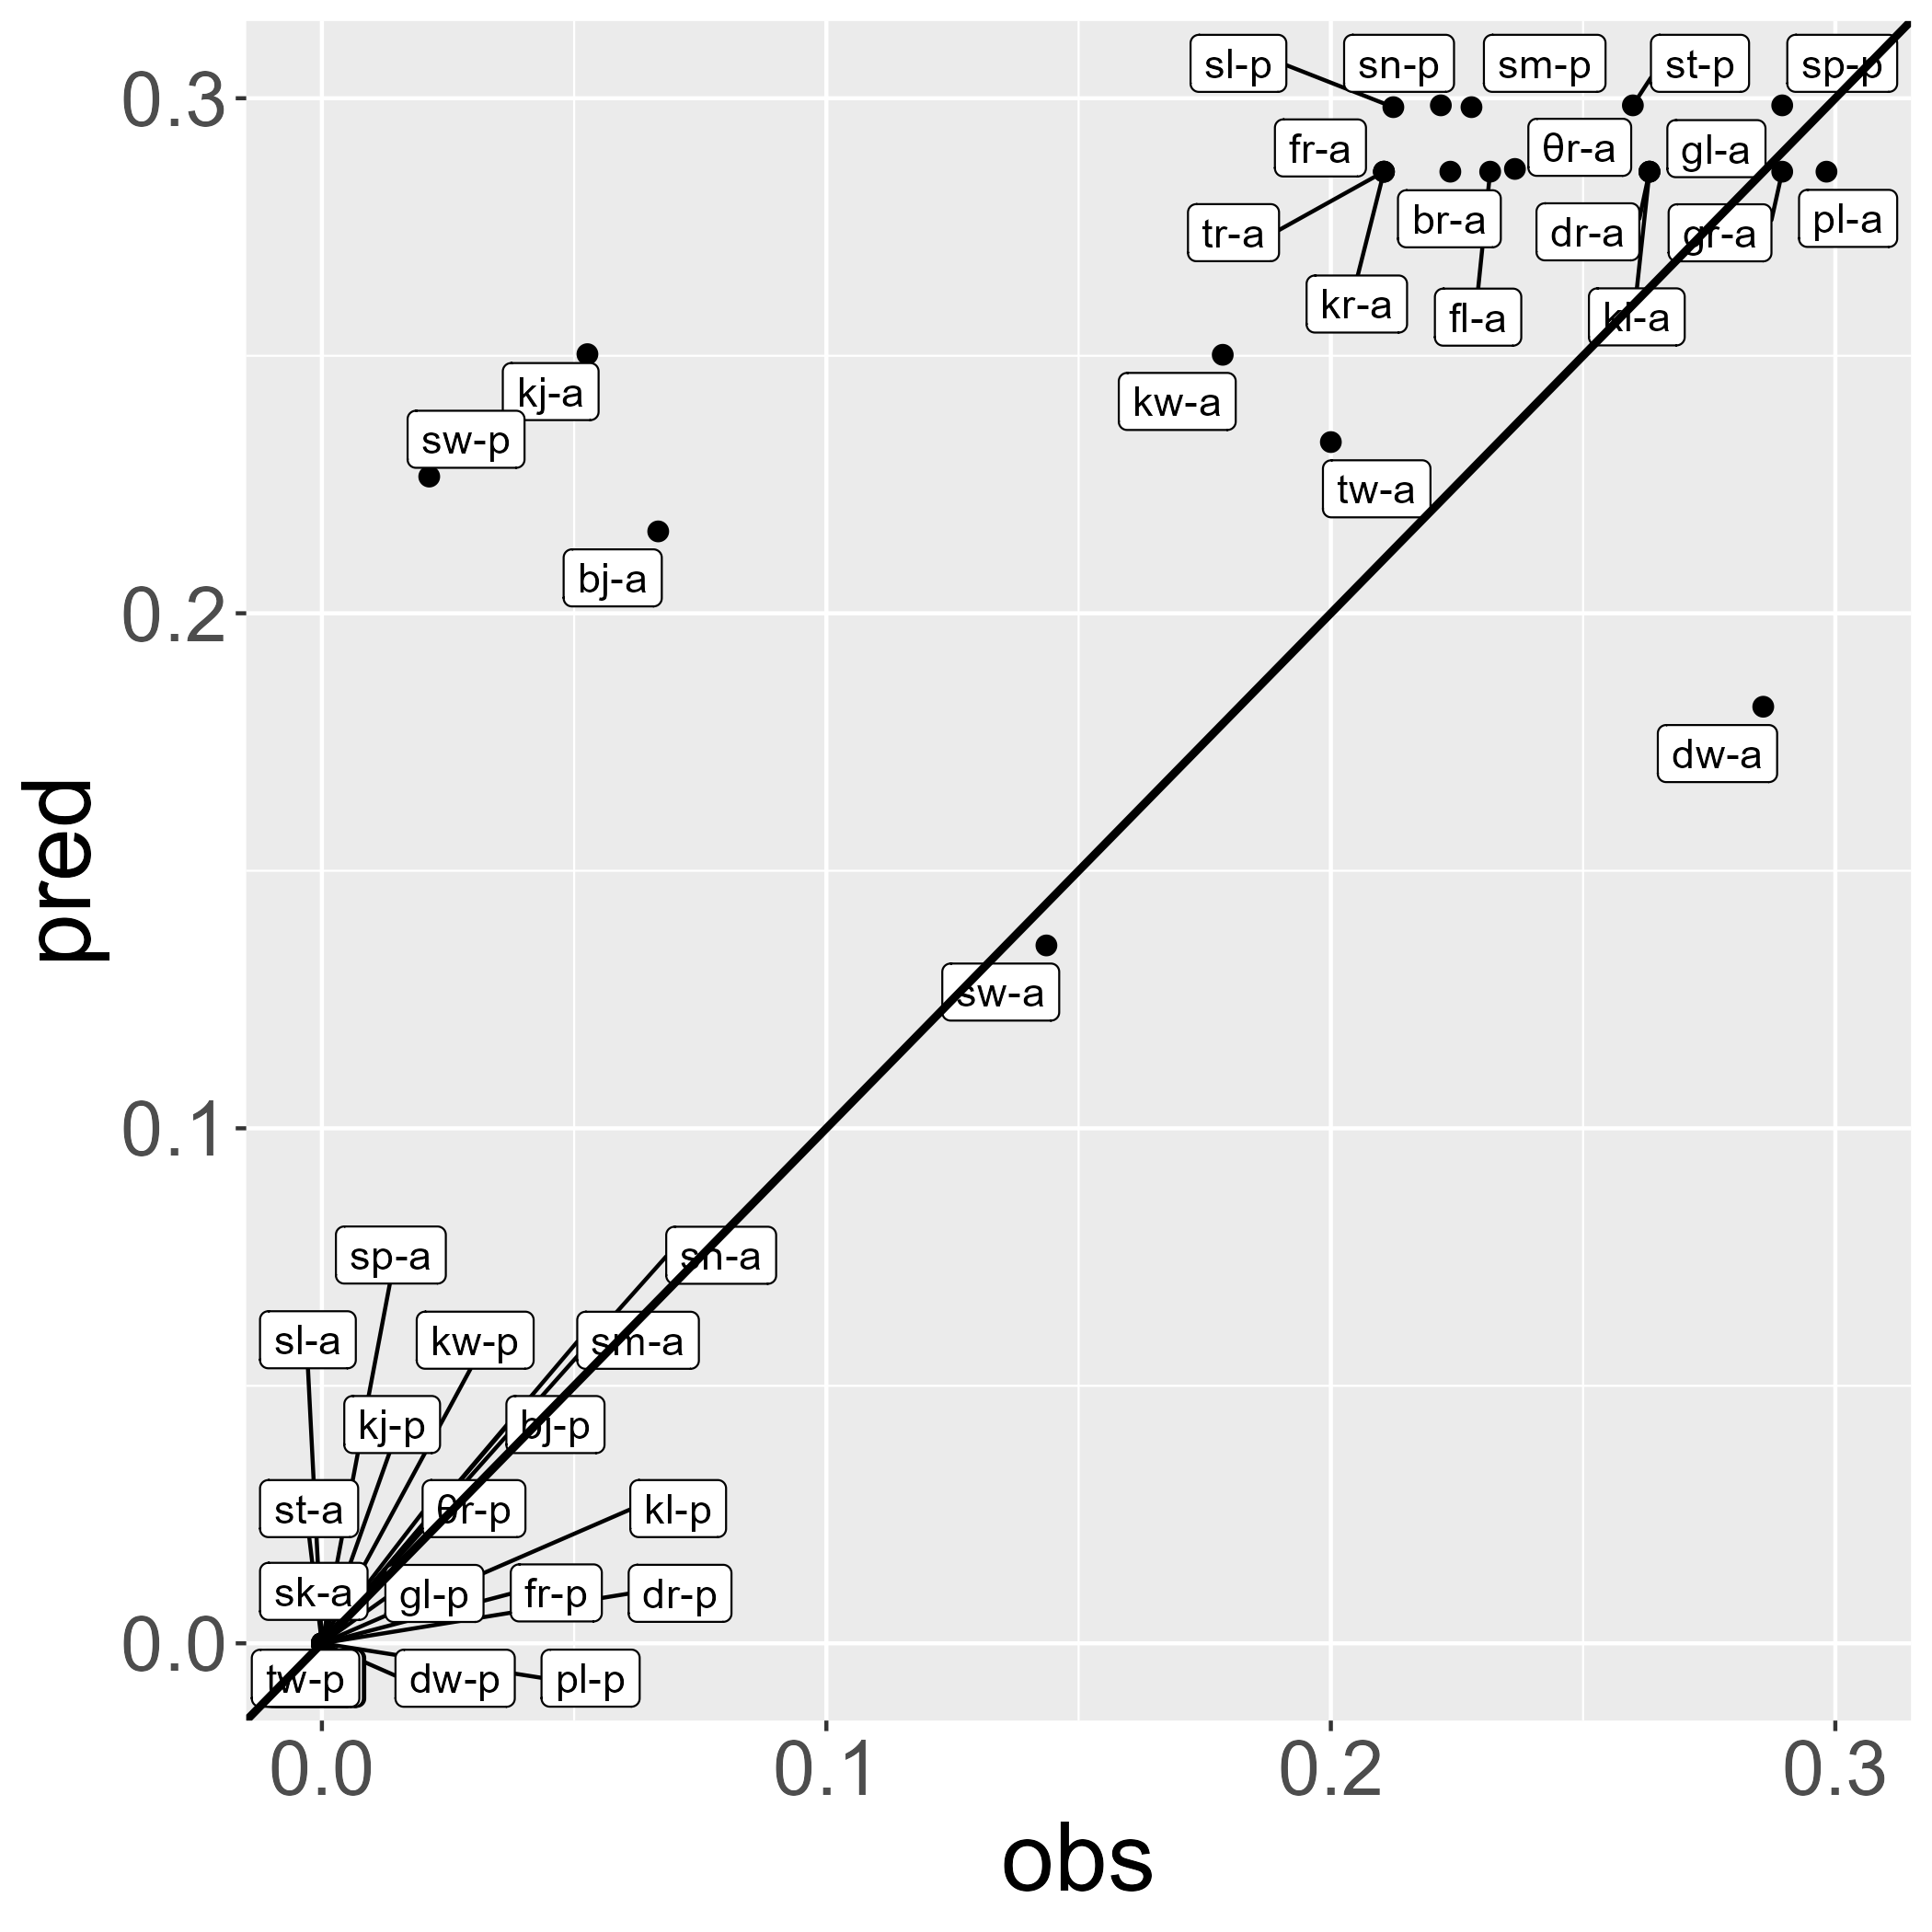 sl-p sn-p sm-p st-p sp-p
0.3
fr-a θr-a gl-a
tr-a br-a dr-a gr-a pl-a
kr-a fl-a kl-a
kj-a kw-a
sw-p
tw-a
bj-a
0.2
dw-a
pred
sw-a
0.1
sp-a sn-a
sl-a kw-p sm-a
kj-p bj-p
st-a θr-p kl-p
sk-a gl-p fr-p dr-p
0.0
tw-p dw-p pl-p
0.0 0.1 0.2 0.3
obs